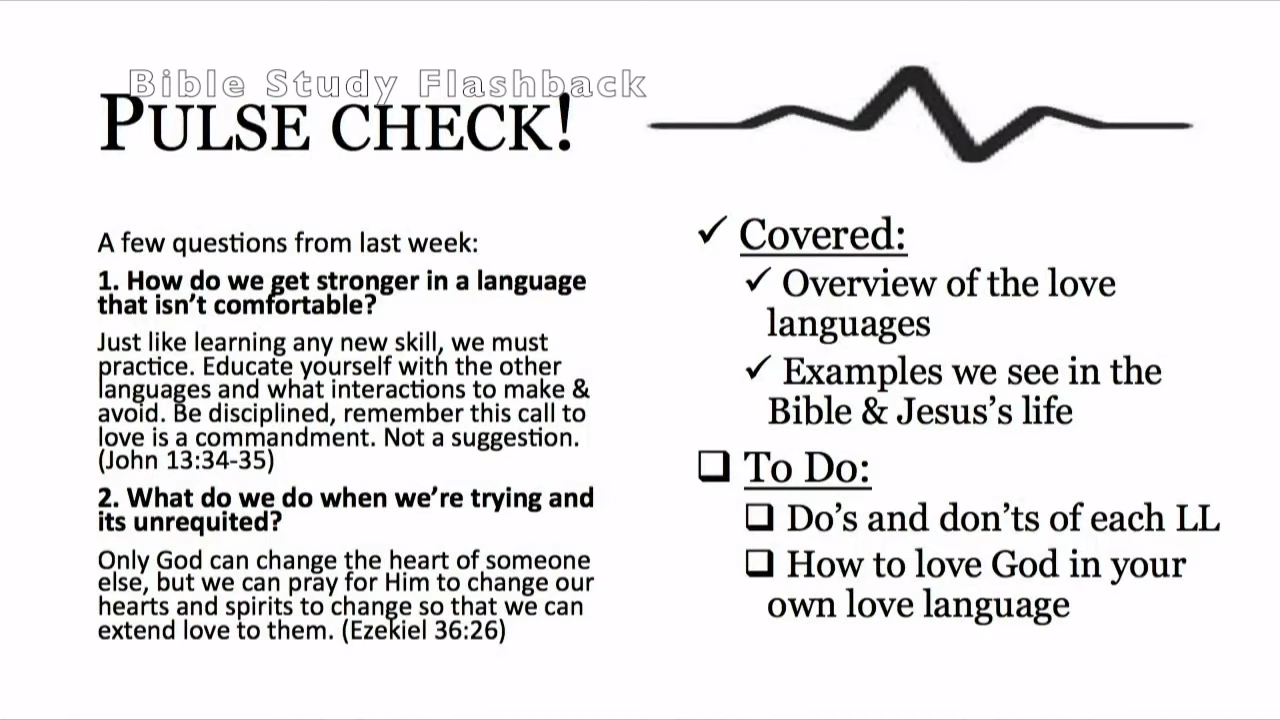 Bible Study Flashback
PULSE CHECK!
A few questions from last week:
1. How do we get stronger in a language
that isn't comfortable?
Just like learning any new skill, we must
practice. Educate yourself with the other
languages and what interactions to make &
avoid. Be disciplined, remember this call to
love is a commandment. Not a suggestion.
(John 13:34-35)
2. What do we do when we're trying and
its unrequited?
Only God can change the heart of someone
else, but we can pray for Him to change our
hearts and spirits to change so that we can
extend love to them. (Ezekiel 36:26)
✓ Covered:
✓ Overview of the love
languages
✓ Examples we see in the
Bible & Jesus's life
❑ To Do:
❑ Do's and don'ts of each LL
❑ How to love God in your
own love language